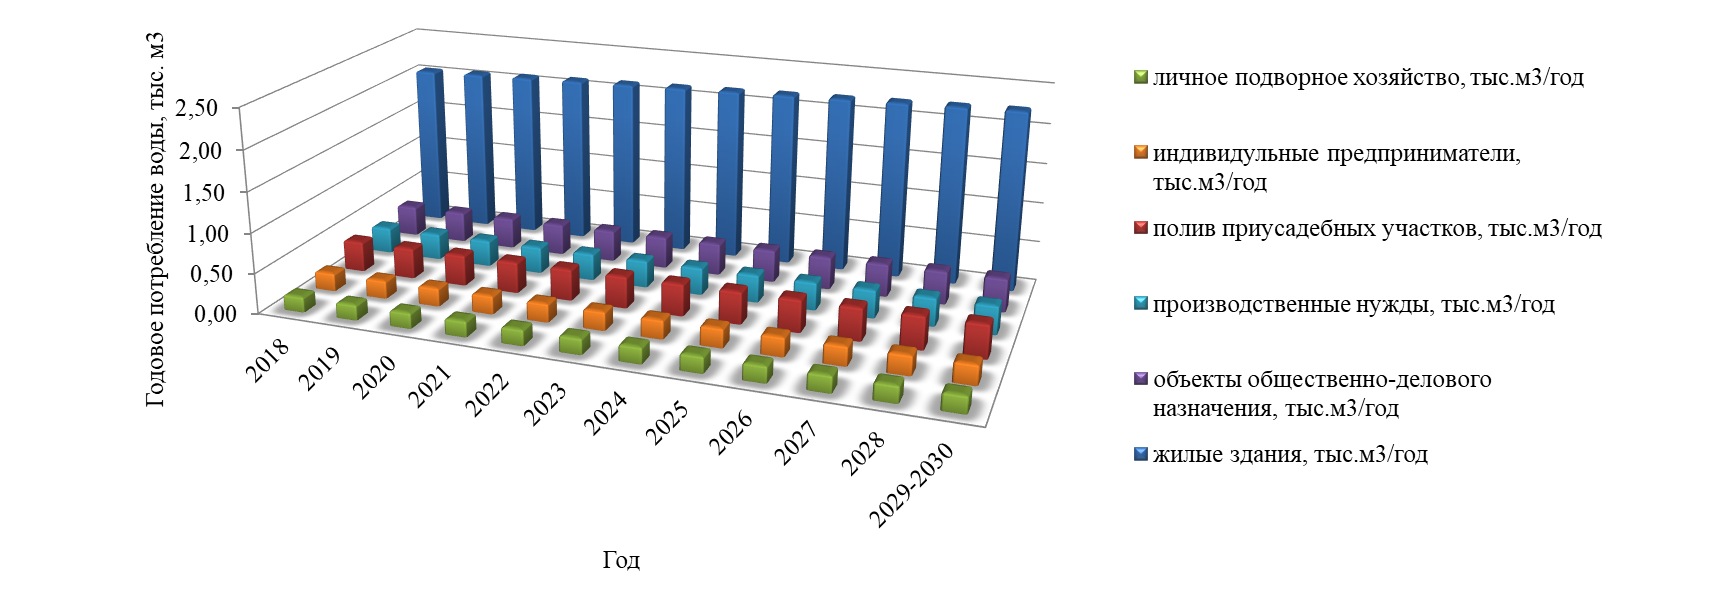 Годовое потребление воды, тыс. м3
2,50
2,00
1,50
1,00
0,50
0,00
2018
2019
2020
2021
2022
2023
2024
2025
2026
2027
2028
2029-2030
Год
личное подворное хозяйство, тыс.м3/год
индивидульные предприниматели,
тыс.м3/год
полив приусадебных участков, тыс.м3/год
производственные нужды, тыс.м3/год
объекты общественно-делового
назначения, тыс.м3/год
жилые здания, тыс.м3/год